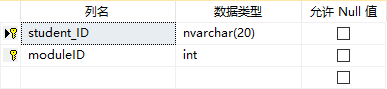 列名 数据类型 允许 Null 值
student_ID nvarchar(20)
moduleID int